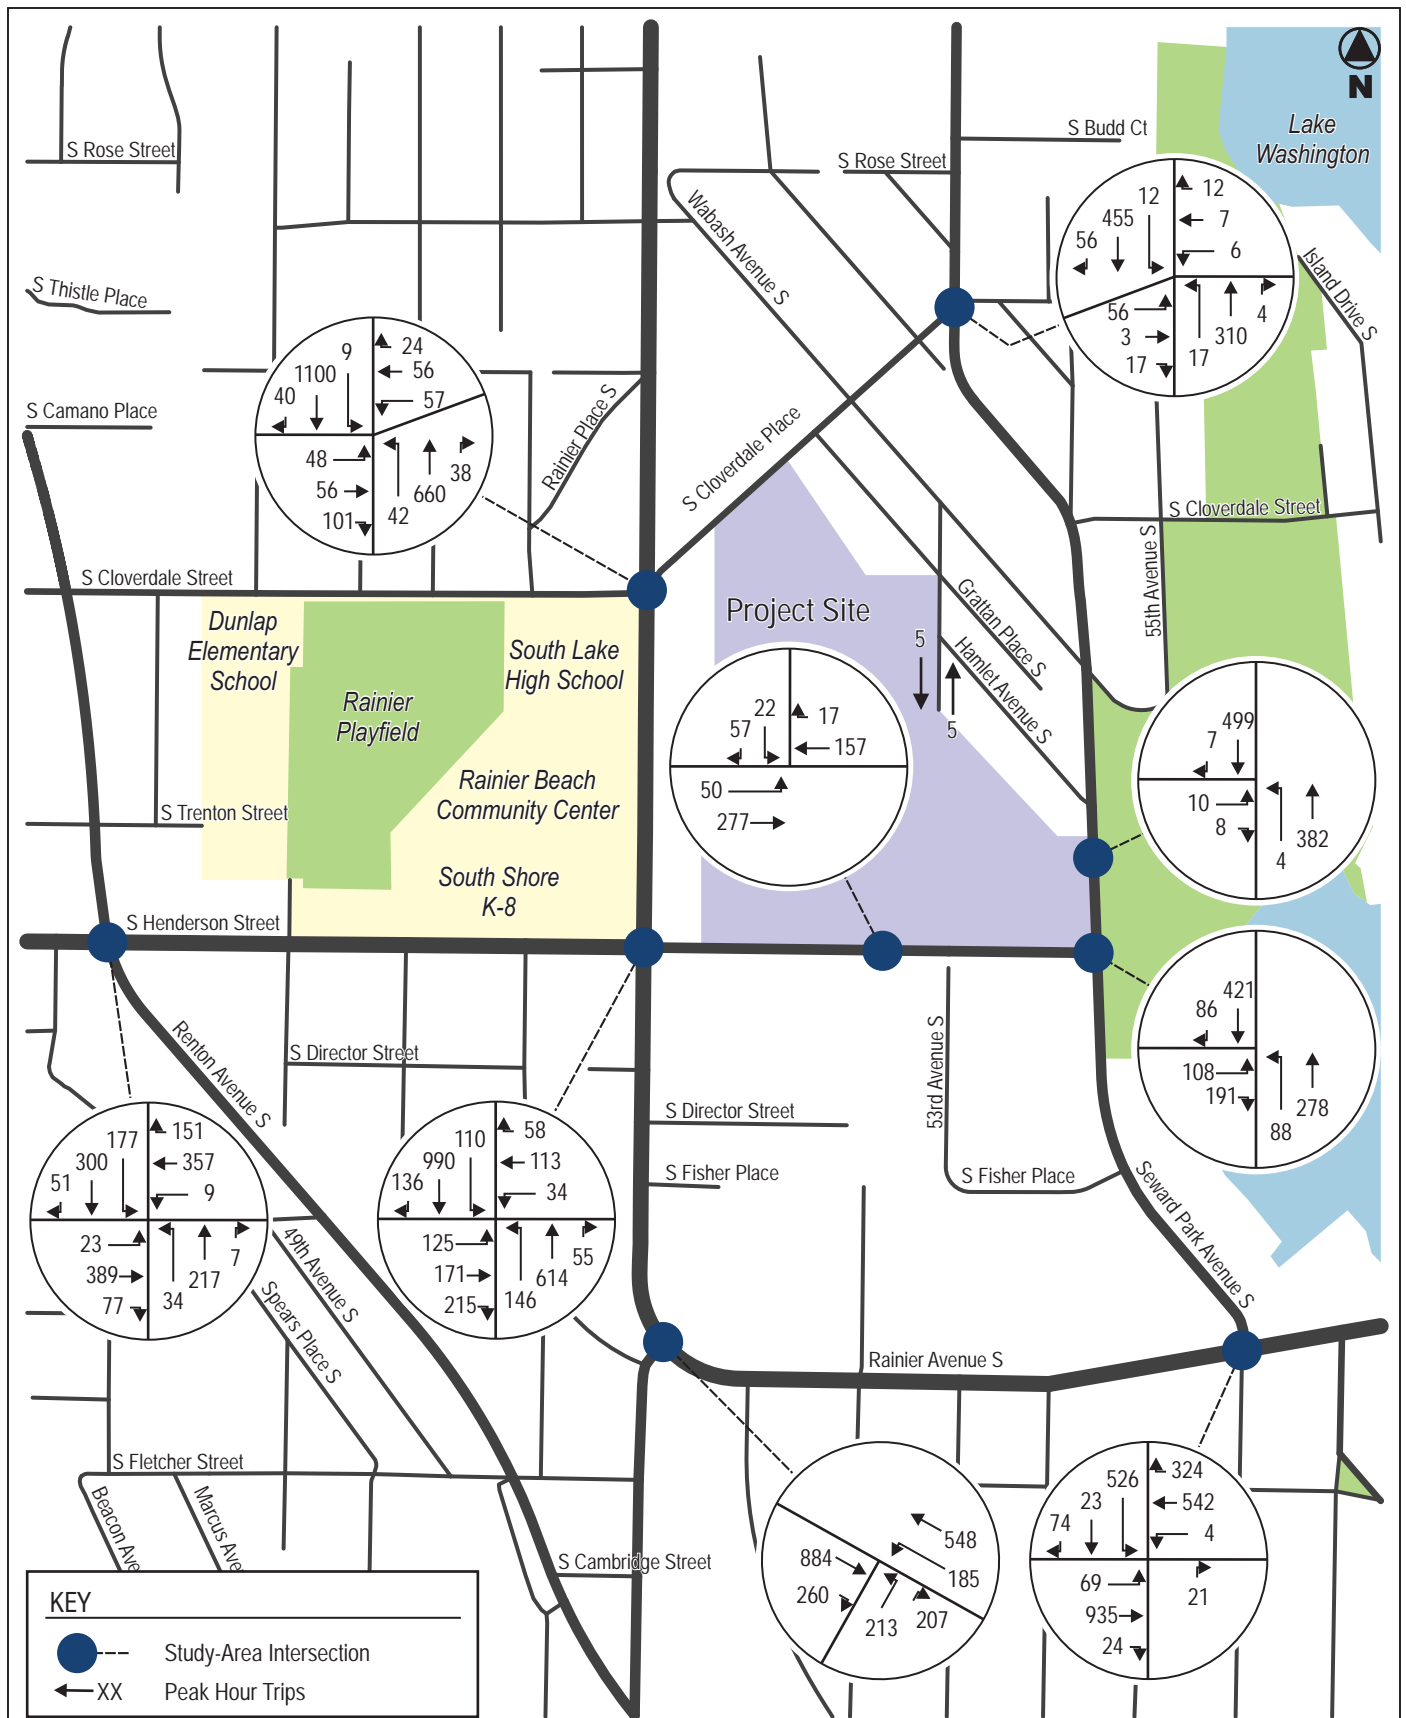 N
Lake
Washington
S Budd Ct
S Rose Street
S Rose Street
Wabash Avenue S
Island Drive S
S Thistle Place
12
455
56
12
7
6
56
3
17
17
310
4
9
1100
40
24
56
57
48
56
101
42
660
38
S Camano Place
Rainier Place S
S Cloverdale Place
S Cloverdale Street
55th Avenue S
S Cloverdale Street
Dunlap
Elementary
School
South Lake
High School
Rainier
Playfield
Rainier Beach
Community Center
South Shore
K-8
Project Site
Grattan Place S
Hamlet Avenue S
5
5
22
57
17
157
50
277
499
7
10
8
4
382
S Trenton Street
S Henderson Street
421
86
108
191
88
278
Renton Avenue S
S Director Street
S Director Street
53rd Avenue S
S Fisher Place
S Fisher Place
Seward Park Avenue S
177
300
51
151
357
9
23
389
77
34
217
7
110
990
136
58
113
34
125
171
215
146
614
55
49th Avenue S
Spears Place S
Rainier Avenue S
S Fletcher Street
Beacon Ave
Marcus Ave
S Cambridge Street
548
185
884
260
213
207
526
23
74
324
542
4
69
935
24
21
KEY
Study-Area Intersection
XX Peak Hour Trips